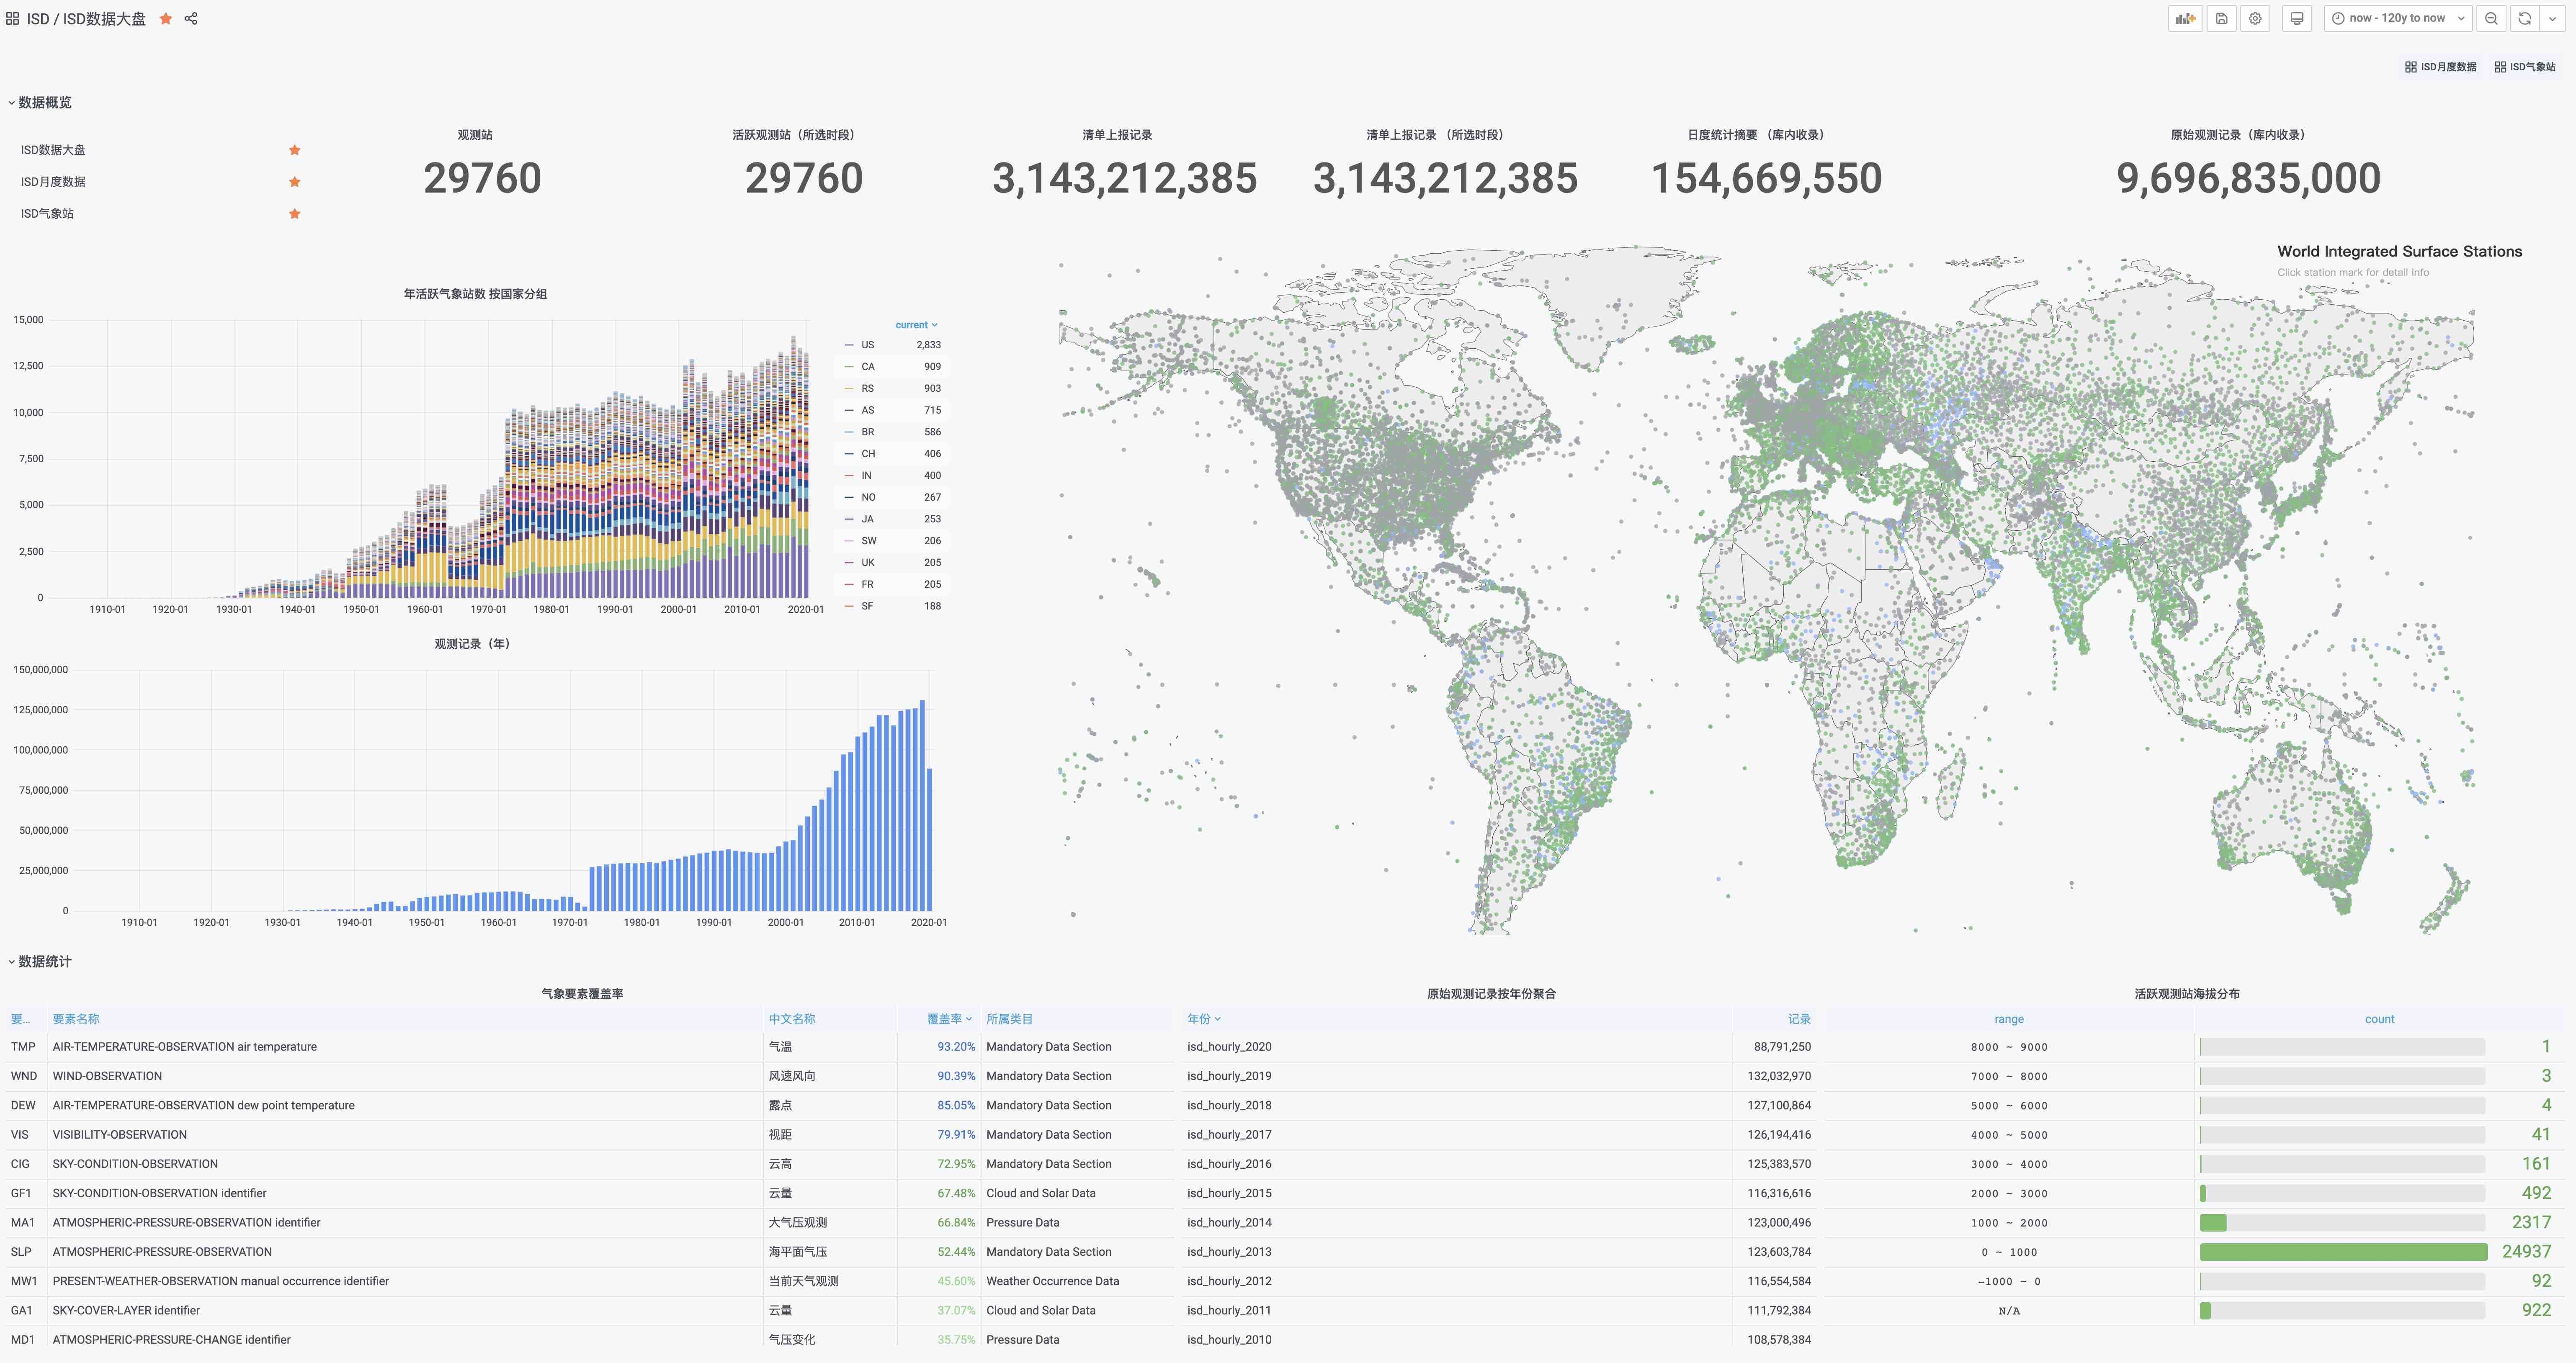 ISD / ISD数据大盘
now - 120y to now
ISD月度数据
ISD气象站
数据概览
ISD数据大盘
ISD月度数据
ISD气象站
观测站
29760
活跃观测站（所选时段）
29760
清单上报记录
3,143,212,385
清单上报记录 （所选时段）
3,143,212,385
日度统计摘要 （库内收录）
154,669,550
原始观测记录（库内收录）
9,696,835,000
年活跃气象站数 按国家分组
15,000
12,500
10,000
7,500
5,000
2,500
0
1910-01 1920-01 1930-01 1940-01 1950-01 1960-01 1970-01 1980-01 1990-01 2000-01 2010-01 2020-01
current
US 2,833
CA 909
RS 903
AS 715
BR 586
CH 406
IN 400
NO 267
JA 253
SW 206
UK 205
FR 205
SF 188
观测记录（年）
150,000,000
125,000,000
100,000,000
75,000,000
50,000,000
25,000,000
0
1910-01 1920-01 1930-01 1940-01 1950-01 1960-01 1970-01 1980-01 1990-01 2000-01 2010-01 2020-01
World Integrated Surface Stations
Click station mark for detail info
数据统计
气象要素覆盖率
要... 要素名称 中文名称 覆盖率 所属类目
TMP AIR-TEMPERATURE-OBSERVATION air temperature 气温 93.20% Mandatory Data Section
WND WIND-OBSERVATION 风速风向 90.39% Mandatory Data Section
DEW AIR-TEMPERATURE-OBSERVATION dew point temperature 露点 85.05% Mandatory Data Section
VIS VISIBILITY-OBSERVATION 视距 79.91% Mandatory Data Section
CIG SKY-CONDITION-OBSERVATION 云高 72.95% Mandatory Data Section
GF1 SKY-CONDITION-OBSERVATION identifier 云量 67.48% Cloud and Solar Data
MA1 ATMOSPHERIC-PRESSURE-OBSERVATION identifier 大气压观测 66.84% Pressure Data
SLP ATMOSPHERIC-PRESSURE-OBSERVATION 海平面气压 52.44% Mandatory Data Section
MW1 PRESENT-WEATHER-OBSERVATION manual occurrence identifier 当前天气观测 45.60% Weather Occurrence Data
GA1 SKY-COVER-LAYER identifier 云量 37.07% Cloud and Solar Data
MD1 ATMOSPHERIC-PRESSURE-CHANGE identifier 气压变化 35.75% Pressure Data
原始观测记录按年份聚合
年份 记录
isd_hourly_2020 88,791,250
isd_hourly_2019 132,032,970
isd_hourly_2018 127,100,864
isd_hourly_2017 126,194,416
isd_hourly_2016 125,383,570
isd_hourly_2015 116,316,616
isd_hourly_2014 123,000,496
isd_hourly_2013 123,603,784
isd_hourly_2012 116,554,584
isd_hourly_2011 111,792,384
isd_hourly_2010 108,578,384
活跃观测站海拔分布
range count
8000 ~ 9000 1
7000 ~ 8000 3
5000 ~ 6000 4
4000 ~ 5000 41
3000 ~ 4000 161
2000 ~ 3000 492
1000 ~ 2000 2317
0 ~ 1000 24937
-1000 ~ 0 92
N/A 922